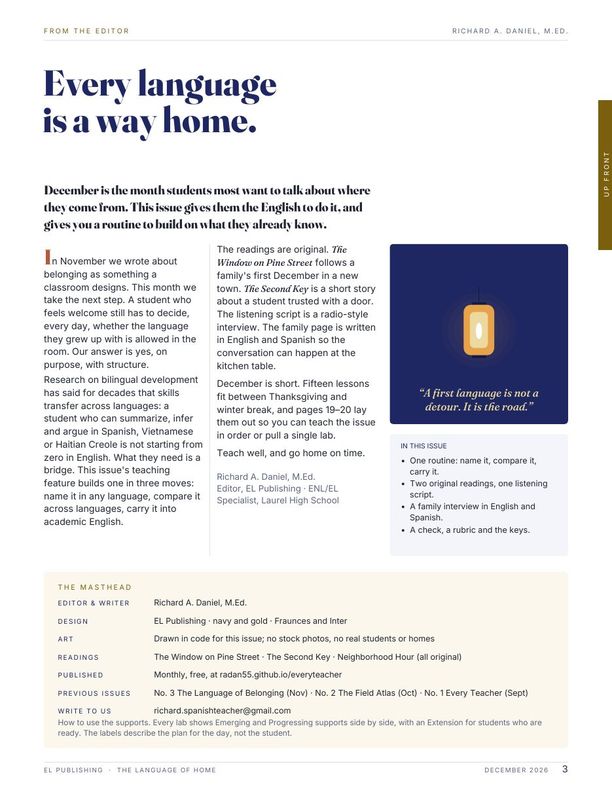 FROM THE EDITOR
RICHARD A. DANIEL, M.ED.
Every language
is a way home.
UP FRONT
December is the month students most want to talk about where
they come from. This issue gives them the English to do it, and
gives you a routine to build on what they already know.
In November we wrote about
belonging as something a
classroom designs. This month we
take the next step. A student who
feels welcome still has to decide,
every day, whether the language
they grew up with is allowed in the
room. Our answer is yes, on
purpose, with structure.
Research on bilingual development
has said for decades that skills
transfer across languages: a
student who can summarize, infer
and argue in Spanish, Vietnamese
or Haitian Creole is not starting from
zero in English. What they need is a
bridge. This issue's teaching
feature builds one in three moves:
name it in any language, compare it
across languages, carry it into
academic English.
The readings are original. The
Window on Pine Street follows a
family's first December in a new
town. The Second Key is a short story
about a student trusted with a door.
The listening script is a radio-style
interview. The family page is written
in English and Spanish so the
conversation can happen at the
kitchen table.
December is short. Fifteen lessons
fit between Thanksgiving and
winter break, and pages 19–20 lay
them out so you can teach the issue
in order or pull a single lab.
Teach well, and go home on time.
Richard A. Daniel, M.Ed.
Editor, EL Publishing · ENL/EL
Specialist, Laurel High School
“A first language is not a
detour. It is the road.”
IN THIS ISSUE
• One routine: name it, compare it,
carry it.
• Two original readings, one listening
script.
• A family interview in English and
Spanish.
• A check, a rubric and the keys.
THE MASTHEAD
EDITOR & WRITER Richard A. Daniel, M.Ed.
DESIGN EL Publishing · navy and gold · Fraunces and Inter
ART Drawn in code for this issue; no stock photos, no real students or homes
READINGS The Window on Pine Street · The Second Key · Neighborhood Hour (all original)
PUBLISHED Monthly, free, at radan55.github.io/everyteacher
PREVIOUS ISSUES No. 3 The Language of Belonging (Nov) · No. 2 The Field Atlas (Oct) · No. 1 Every Teacher (Sept)
WRITE TO US richard.spanishteacher@gmail.com
How to use the supports. Every lab shows Emerging and Progressing supports side by side, with an Extension for students who are
ready. The labels describe the plan for the day, not the student.
EL PUBLISHING · THE LANGUAGE OF HOME
DECEMBER 2026 3